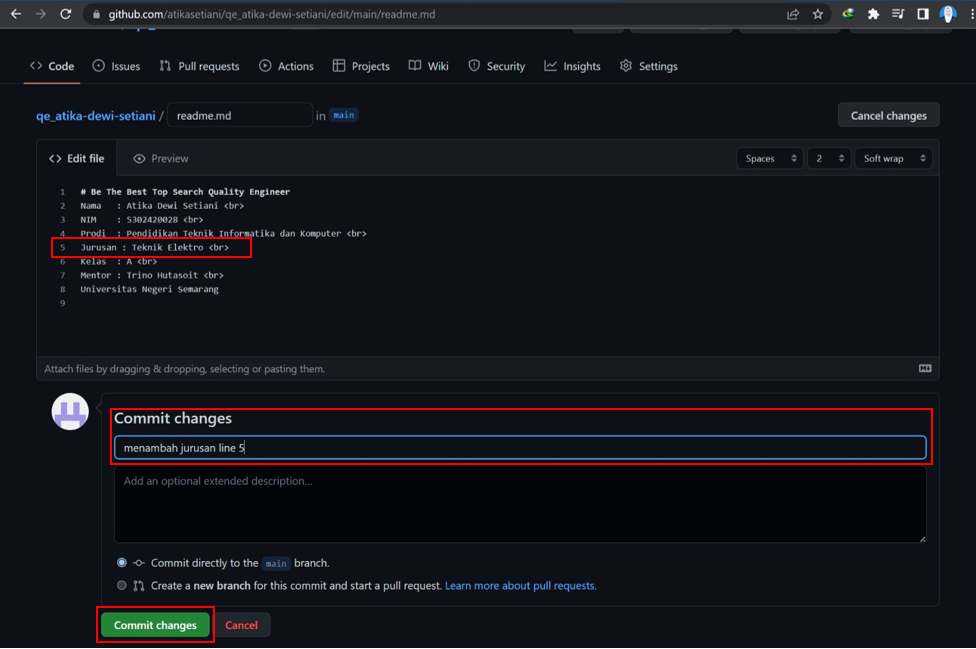 github.com/atikasetiani/qe_atika-dewi-setiani/edit/main/readme.md
Code Issues Pull requests Actions Projects Wiki Security Insights Settings
qe_atika-dewi-setiani / readme.md in main Cancel changes
Edit file Preview Spaces 2 Soft wrap
1 # Be The Best Top Search Quality Engineer
2 Nama : Atika Dewi Setiani <br>
3 NIM : 5302420028 <br>
4 Prodi : Pendidikan Teknik Informatika dan Komputer <br>
5 Jurusan : Teknik Elektro <br>
6 Kelas : A <br>
7 Mentor : Trino Hutasoit <br>
8 Universitas Negeri Semarang
9
Attach files by dragging & dropping, selecting or pasting them.
Commit changes
menambah jurusan line 5
Add an optional extended description...
Commit directly to the main branch.
Create a new branch for this commit and start a pull request. Learn more about pull requests.
Commit changes Cancel